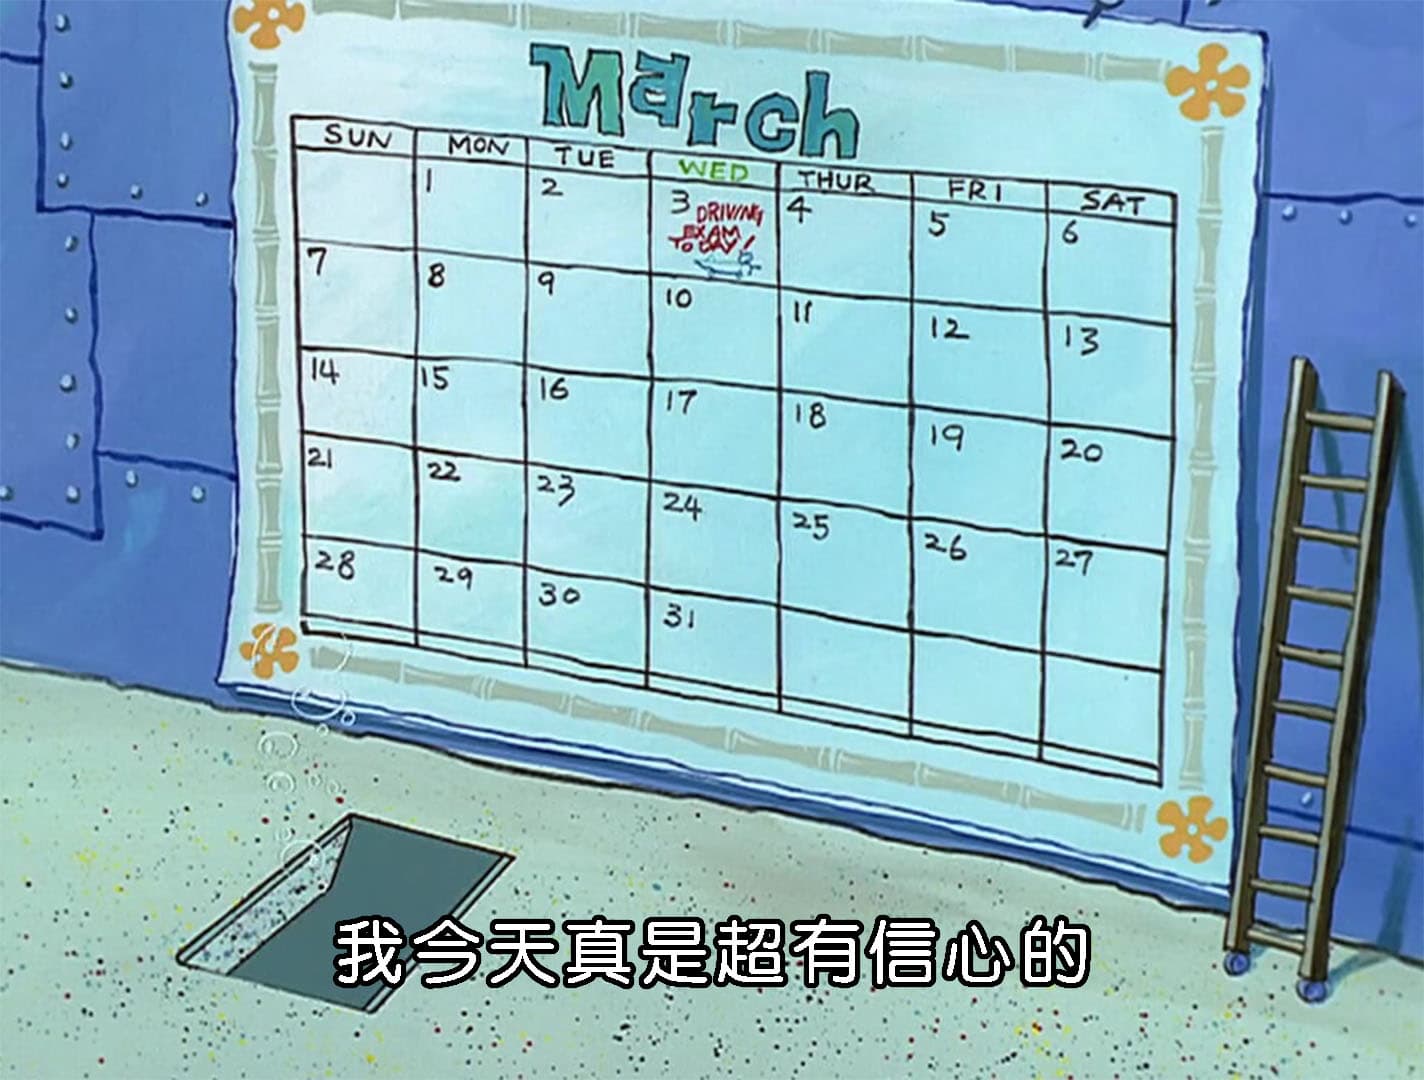 March
SUN MON TUE WED THUR FRI SAT
1 2 3 4 5 6
DRIVING
EXAM
TODAY!
7 8 9 10 11 12 13
14 15 16 17 18 19 20
21 22 23 24 25 26 27
28 29 30 31
我今天真是超有信心的